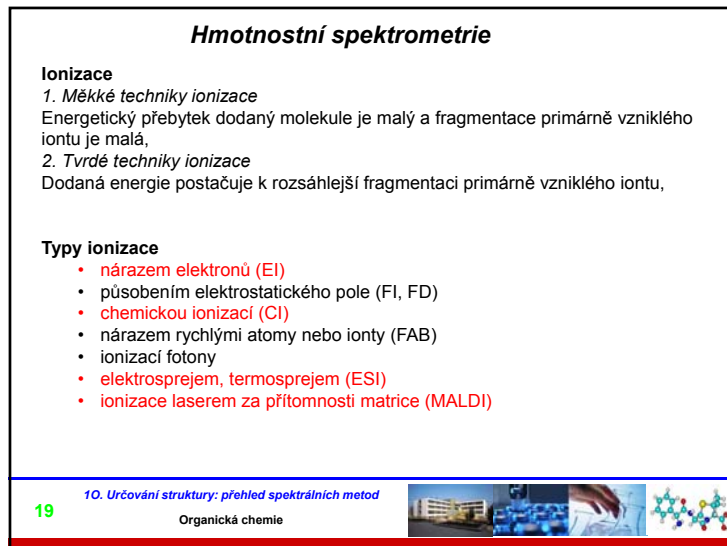 Hmotnostní spektrometrie
Ionizace
1. Měkké techniky ionizace
Energetický přebytek dodaný molekule je malý a fragmentace primárně vzniklého
iontu je malá,
2. Tvrdé techniky ionizace
Dodaná energie postačuje k rozsáhlejší fragmentaci primárně vzniklého iontu,
Typy ionizace
• nárazem elektronů (EI)
• působením elektrostatického pole (FI, FD)
• chemickou ionizací (CI)
• nárazem rychlými atomy nebo ionty (FAB)
• ionizací fotony
• elektrosprejem, termosprejem (ESI)
• ionizace laserem za přítomnosti matrice (MALDI)
1O. Určování struktury: přehled spektrálních metod
19
Organická chemie